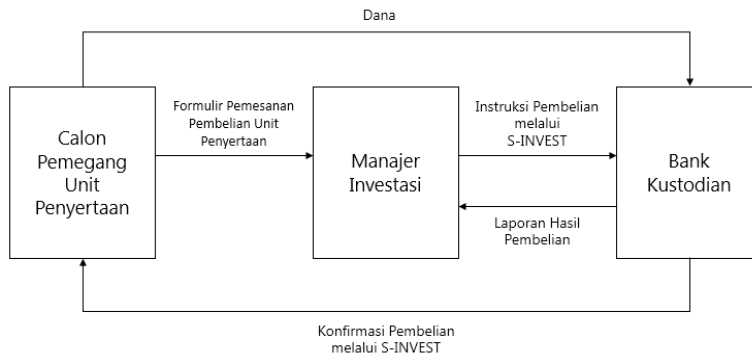 Dana
Formulir Pemesanan
Pembelian Unit
Penyertaan
Instruksi Pembelian
melalui
S-INVEST
Calon
Pemegang
Unit
Penyertaan
Manajer
Investasi
Bank
Kustodian
Laporan Hasil
Pembelian
Konfirmasi Pembelian
melalui S-INVEST